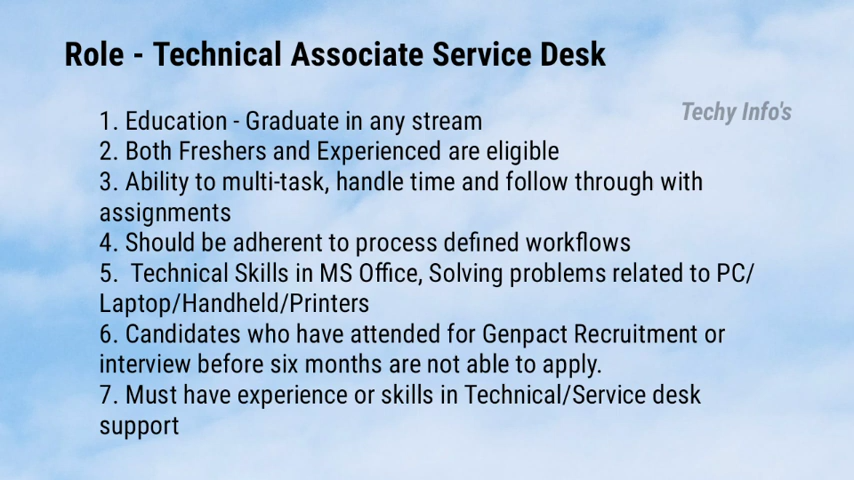 Role - Technical Associate Service Desk
Techy Info's
1. Education - Graduate in any stream
2. Both Freshers and Experienced are eligible
3. Ability to multi-task, handle time and follow through with
assignments
4. Should be adherent to process defined workflows
5.  Technical Skills in MS Office, Solving problems related to PC/
Laptop/Handheld/Printers
6. Candidates who have attended for Genpact Recruitment or
interview before six months are not able to apply.
7. Must have experience or skills in Technical/Service desk
support